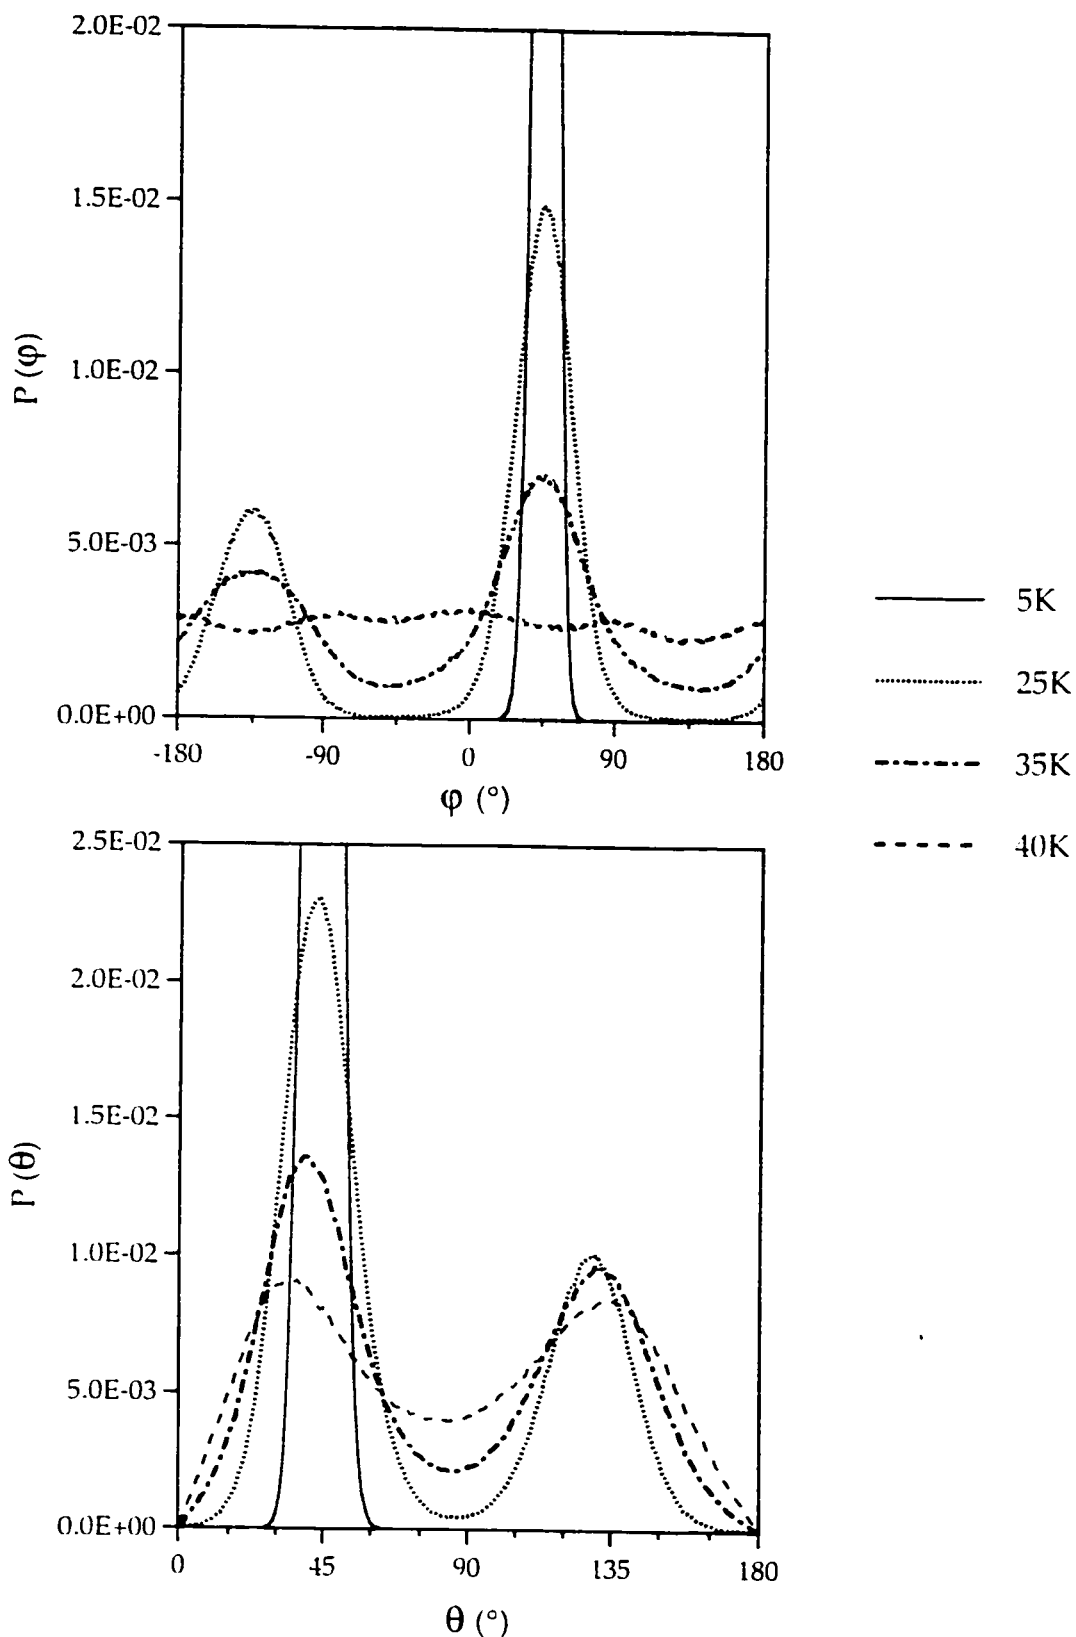 2.0E-02
1.5E-02
1.0E-02
5.0E-03
0.0E+00
P (φ)
-180 -90 0 90 180
φ (°)
5K
25K
35K
40K
2.5E-02
2.0E-02
1.5E-02
1.0E-02
5.0E-03
0.0E+00
P (θ)
0 45 90 135 180
θ (°)